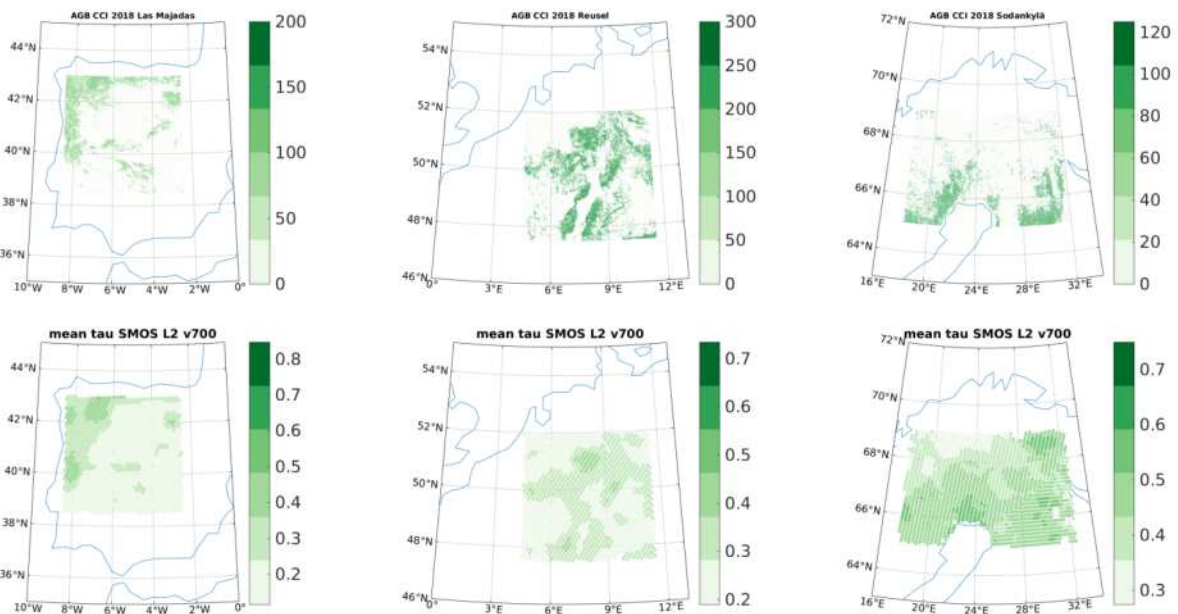 AGB CCI 2018 Las Majadas
44°N
42°N
40°N
38°N
36°N
10°W 8°W 6°W 4°W 2°W 0°
200
150
100
50
0
AGB CCI 2018 Reusel
54°N
52°N
50°N
48°N
46°N
0° 3°E 6°E 9°E 12°E
300
250
200
150
100
50
0
AGB CCI 2018 Sodankylä
72°N
70°N
68°N
66°N
64°N
16°E 20°E 24°E 28°E 32°E
120
100
80
60
40
20
0
mean tau SMOS L2 v700
44°N
42°N
40°N
38°N
36°N
10°W 8°W 6°W 4°W 2°W 0°
0.8
0.7
0.6
0.5
0.4
0.3
0.2
mean tau SMOS L2 v700
54°N
52°N
50°N
48°N
46°N
0° 3°E 6°E 9°E 12°E
0.7
0.6
0.5
0.4
0.3
0.2
mean tau SMOS L2 v700
72°N
70°N
68°N
66°N
64°N
16°E 20°E 24°E 28°E 32°E
0.7
0.6
0.5
0.4
0.3